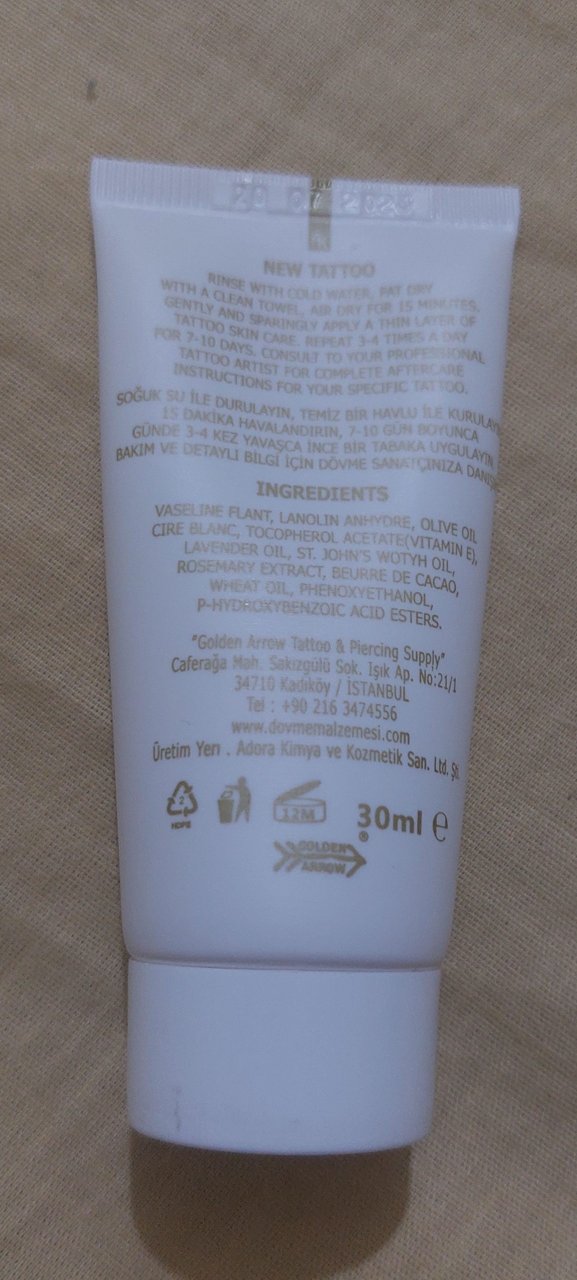 20 07 2023
NEW TATTOO
RINSE WITH COLD WATER, PAT DRY
WITH A CLEAN TOWEL, AIR DRY FOR 15 MINUTES,
GENTLY AND SPARINGLY APPLY A THIN LAYER OF
TATTOO SKIN CARE. REPEAT 3-4 TIMES A DAY
FOR 7-10 DAYS. CONSULT TO YOUR PROFESSIONAL
TATTOO ARTIST FOR COMPLETE AFTERCARE
INSTRUCTIONS FOR YOUR SPECIFIC TATTOO.
SOĞUK SU İLE DURULAYIN, TEMİZ BİR HAVLU İLE KURULAYIN
15 DAKİKA HAVALANDIRIN, 7-10 GÜN BOYUNCA
GÜNDE 3-4 KEZ YAVAŞCA İNCE BİR TABAKA UYGULAYIN
BAKIM VE DETAYLI BİLGİ İÇİN DÖVME SANATÇINIZA
INGREDIENTS
VASELINE FLANT, LANOLIN ANHYDRE, OLIVE OIL
CIRE BLANC, TOCOPHEROL ACETATE(VITAMIN E),
LAVENDER OIL, ST. JOHN'S WOTYH OIL,
ROSEMARY EXTRACT, BEURRE DE CACAO,
WHEAT OIL, PHENOXYETHANOL,
P-HYDROXYBENZOIC ACID ESTERS.
"Golden Arrow Tattoo & Piercing Supply"
Caferağa Mah. Sakızgülü Sok. Işık Ap. No:21/1
34710 Kadıköy / İSTANBUL
Tel : +90 216 3474556
www.dovmemalzemesi.com
Üretim Yeri . Adora Kimya ve Kozmetik San. Ltd. Şti.
2
HDPE
12M
30ml e
®
GOLDEN
ARROW